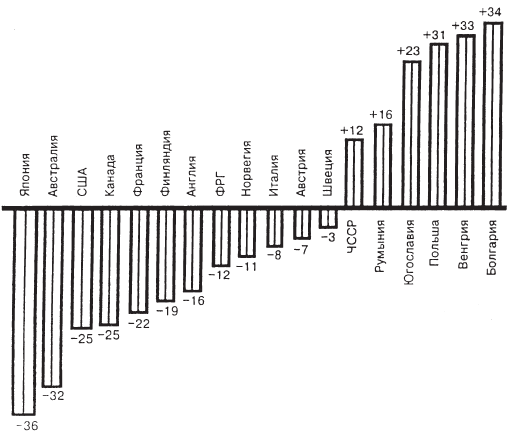 +12
+16
+23
+31
+33
+34
Япония
Австралия
США
Канада
Франция
Финляндия
Англия
ФРГ
Норвегия
Италия
Австрия
Швеция
ЧССР
Румыния
Югославия
Польша
Венгрия
Болгария
-36
-32
-25
-25
-22
-19
-16
-12
-11
-8
-7
-3